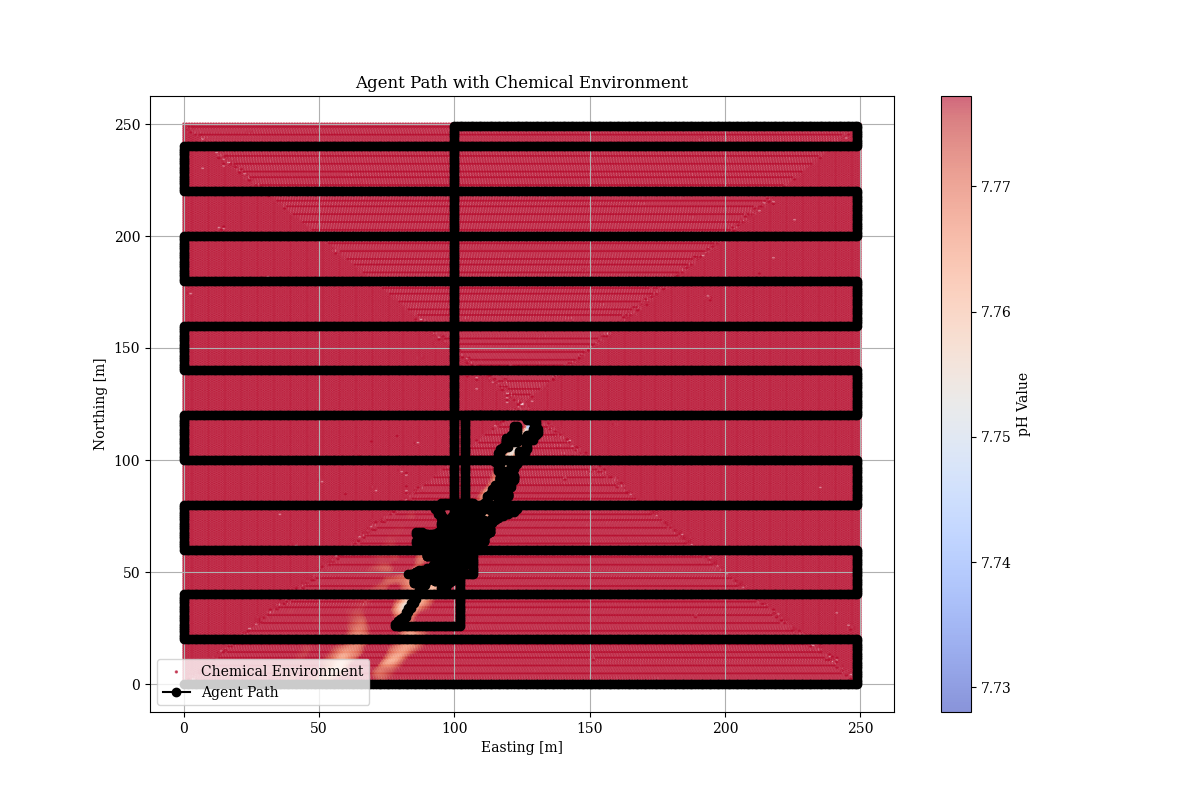 Agent Path with Chemical Environment
250
200
150
100
50
0
Northing [m]
0
50
100
150
200
250
Easting [m]
Chemical Environment
Agent Path
7.77
7.76
7.75
7.74
7.73
pH Value